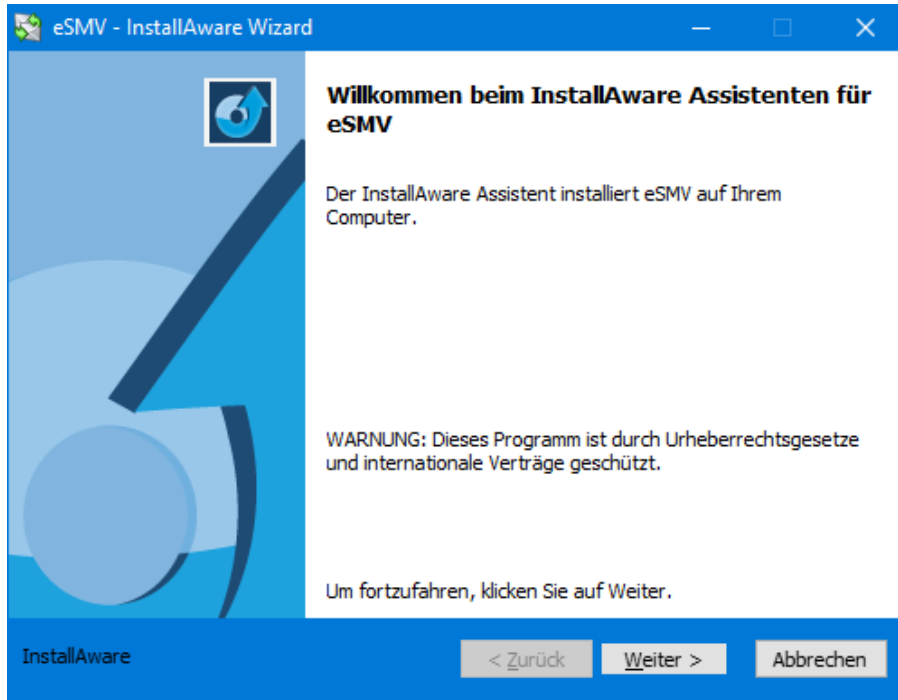 eSMV - InstallAware Wizard
Willkommen beim InstallAware Assistenten für
eSMV
Der InstallAware Assistent installiert eSMV auf Ihrem
Computer.
WARNUNG: Dieses Programm ist durch Urheberrechtsgesetze
und internationale Verträge geschützt.
Um fortzufahren, klicken Sie auf Weiter.
InstallAware
< Zurück
Weiter >
Abbrechen